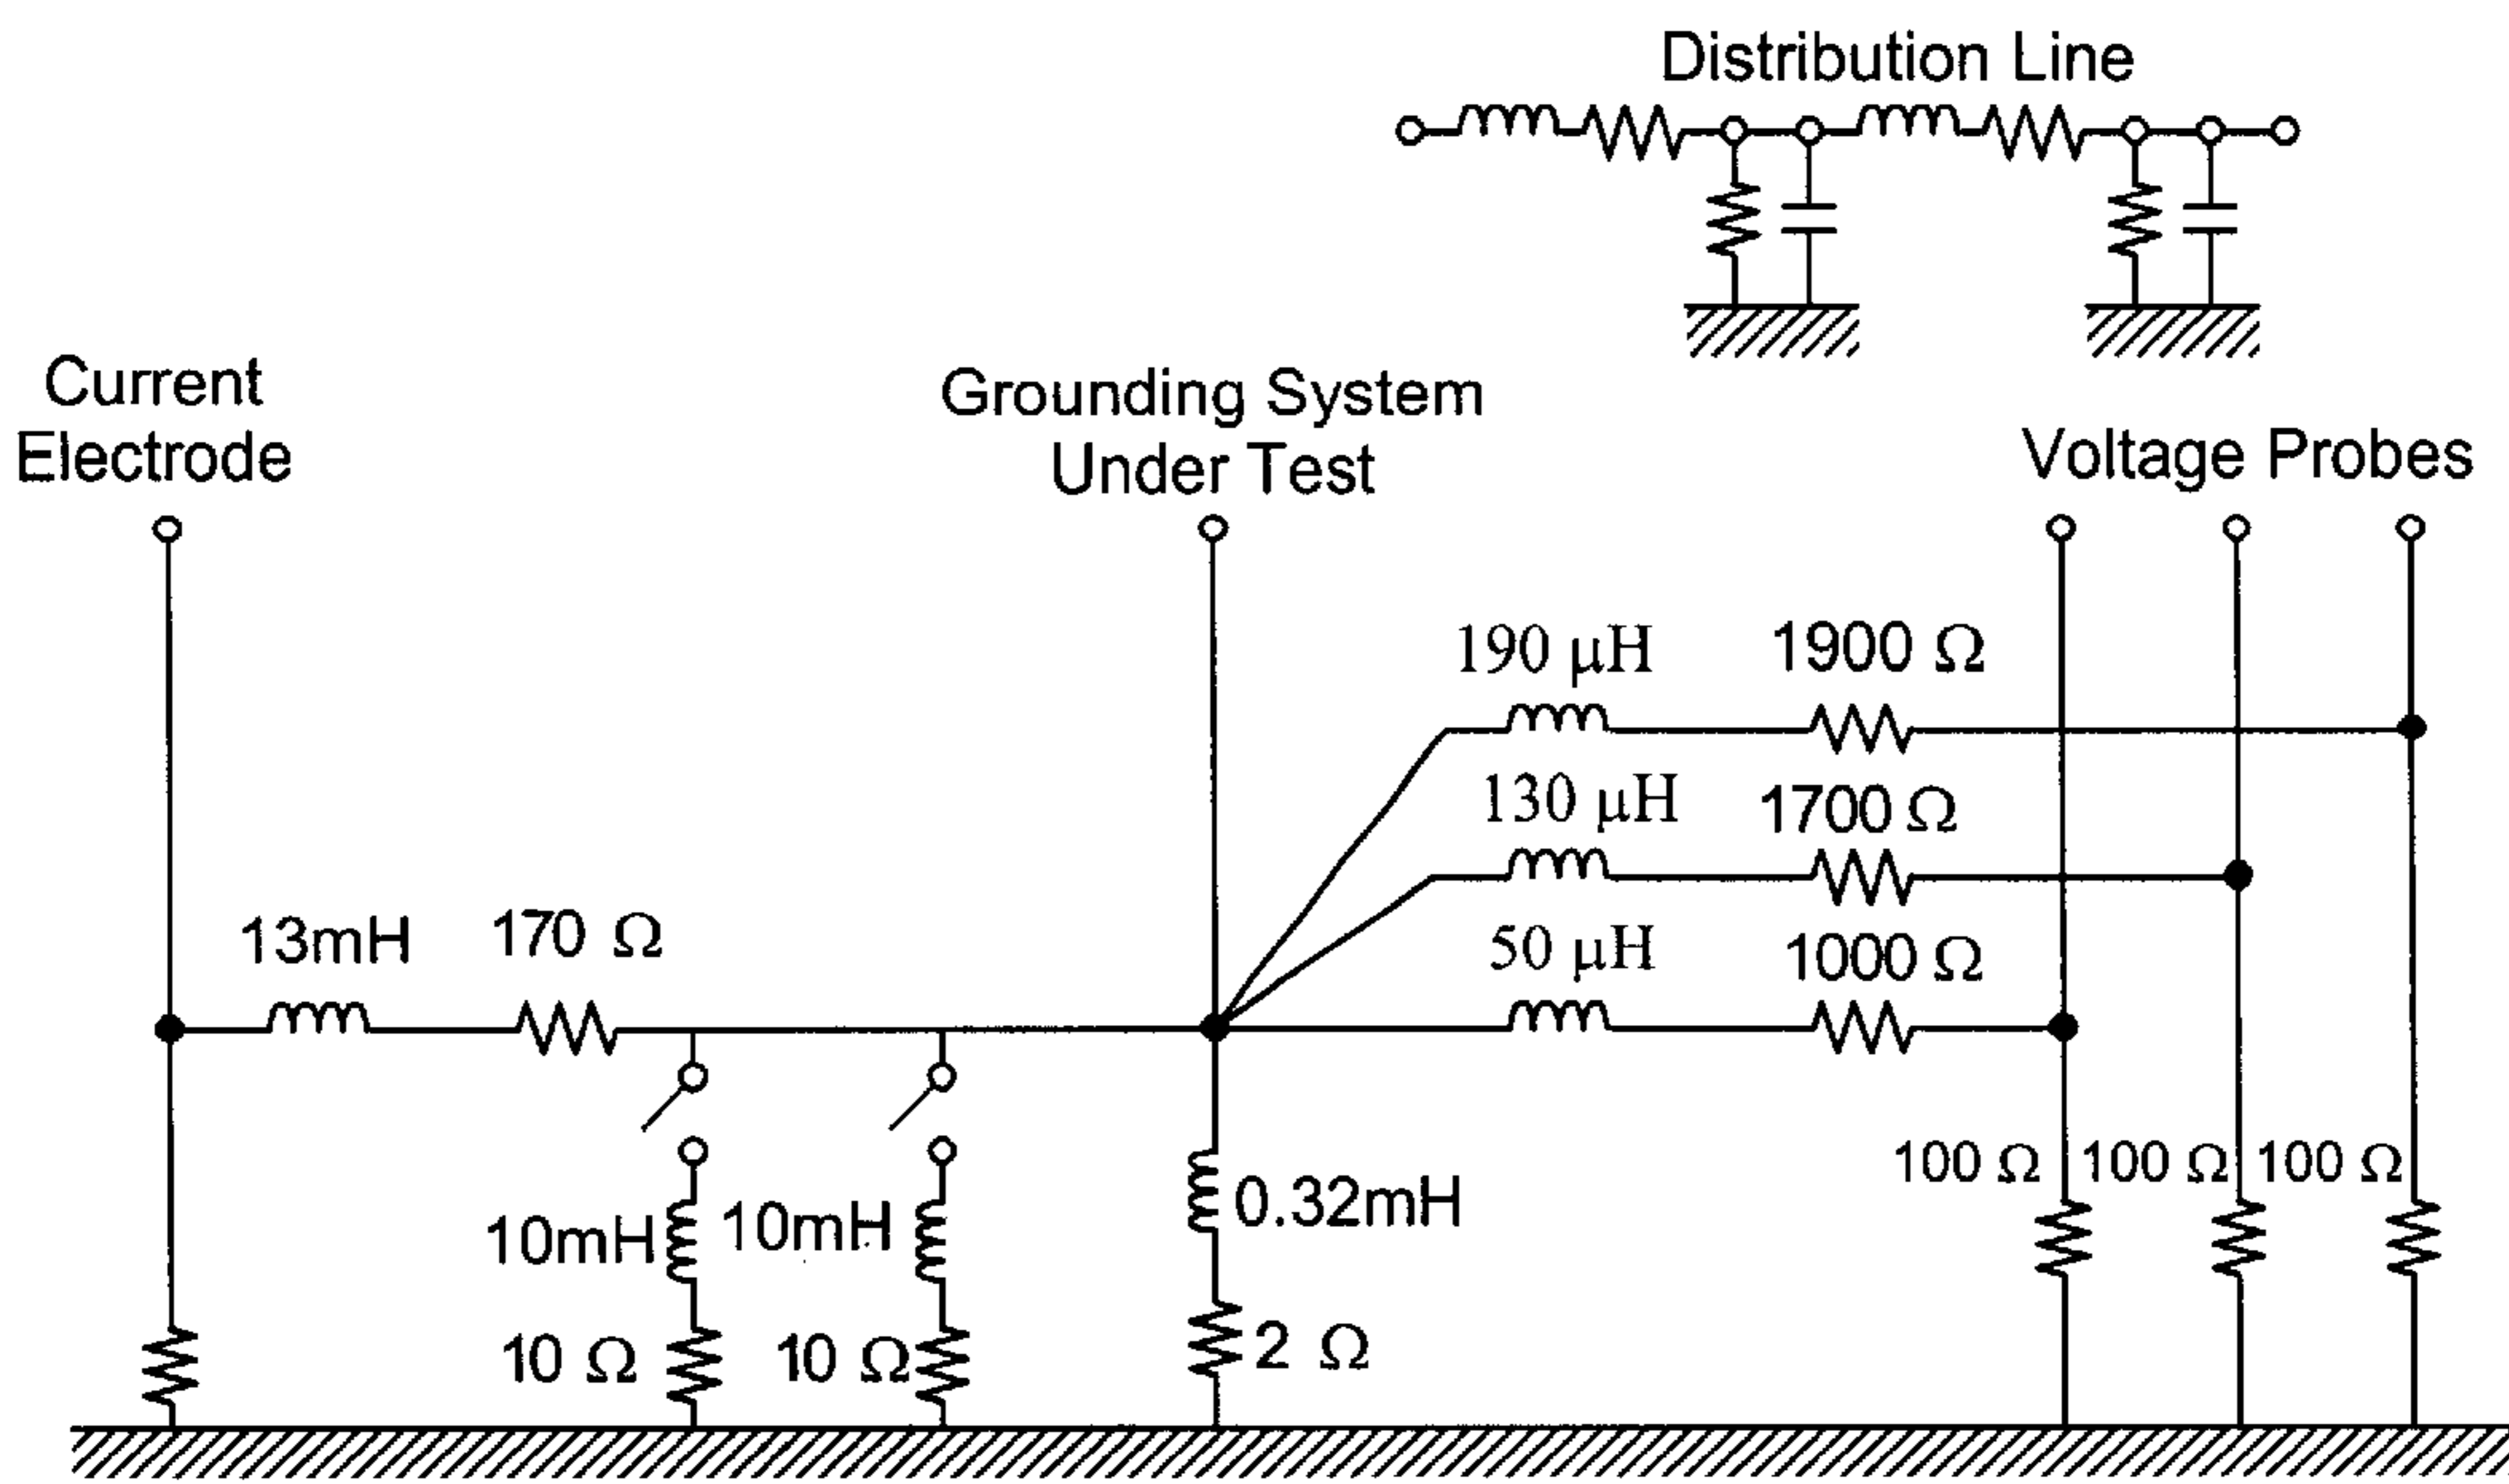 Distribution Line
Current
Electrode
Grounding System
Under Test
Voltage Probes
190 μH
1900 Ω
130 μH
1700 Ω
50 μH
1000 Ω
13mH
170 Ω
10mH
10mH
0.32mH
100 Ω
100 Ω
100 Ω
10 Ω
10 Ω
2 Ω